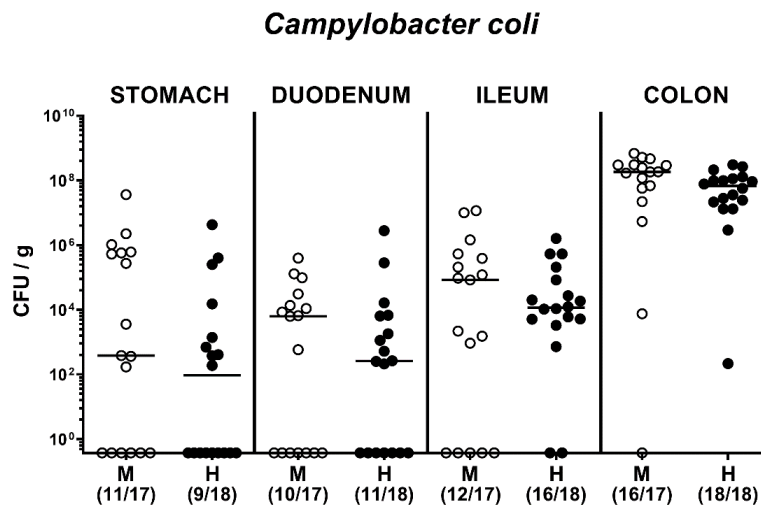 Campylobacter coli
STOMACH DUODENUM ILEUM COLON
CFU / g
10^10
10^8
10^6
10^4
10^2
10^0
M H M H M H M H
(11/17) (9/18) (10/17) (11/18) (12/17) (16/18) (16/17) (18/18)